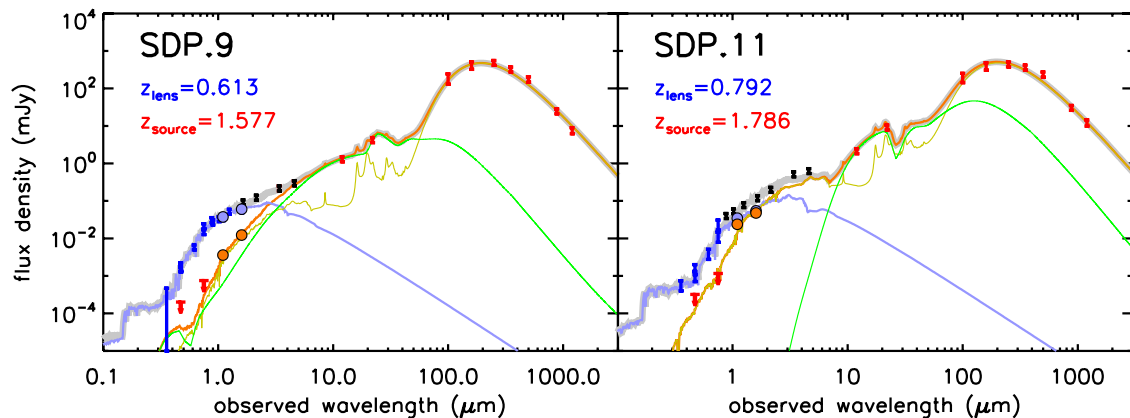 SDP.9
z_lens=0.613
z_source=1.577
SDP.11
z_lens=0.792
z_source=1.786
flux density (mJy)
10^4
10^2
10^0
10^-2
10^-4
0.1 1.0 10.0 100.0 1000.0
1 10 100 1000
observed wavelength (μm)
observed wavelength (μm)